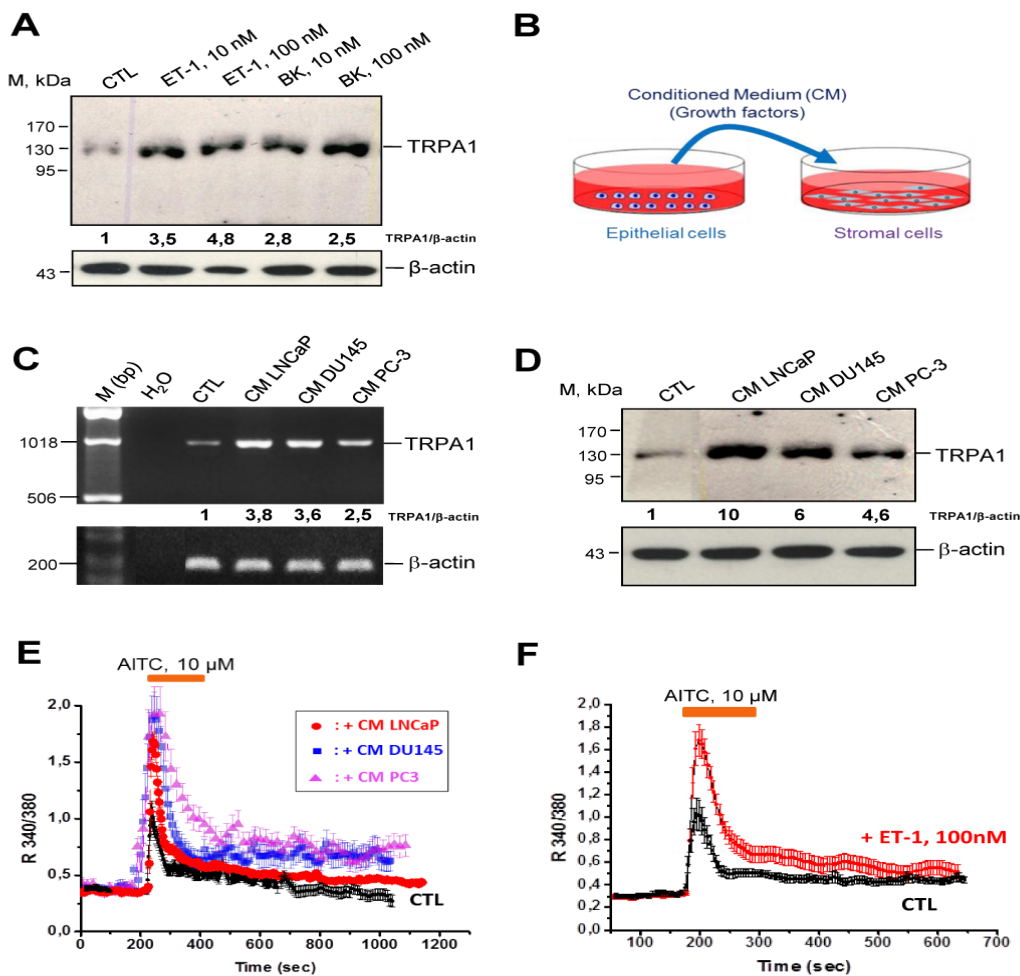 A
M, kDa
CTL
ET-1, 10 nM
ET-1, 100 nM
BK, 10 nM
BK, 100 nM
170
130
95
TRPA1
1 3,5 4,8 2,8 2,5 TRPA1/β-actin
43
β-actin
B
Conditioned Medium (CM)
(Growth factors)
Epithelial cells
Stromal cells
C
M (bp)
H₂O
CTL
CM LNCaP
CM DU145
CM PC-3
1018
506
TRPA1
1 3,8 3,6 2,5 TRPA1/β-actin
200
β-actin
D
M, kDa
CTL
CM LNCaP
CM DU145
CM PC-3
170
130
95
TRPA1
1 10 6 4,6 TRPA1/β-actin
43
β-actin
E
AITC, 10 µM
2,0
1,5
1,0
0,5
0,0
R 340/380
: + CM LNCaP
: + CM DU145
: + CM PC3
CTL
0 200 400 600 800 1000 1200
Time (sec)
F
AITC, 10 µM
2,0
1,8
1,6
1,4
1,2
1,0
0,8
0,6
0,4
0,2
0,0
R 340/380
+ ET-1, 100nM
CTL
100 200 300 400 500 600 700
Time (sec)